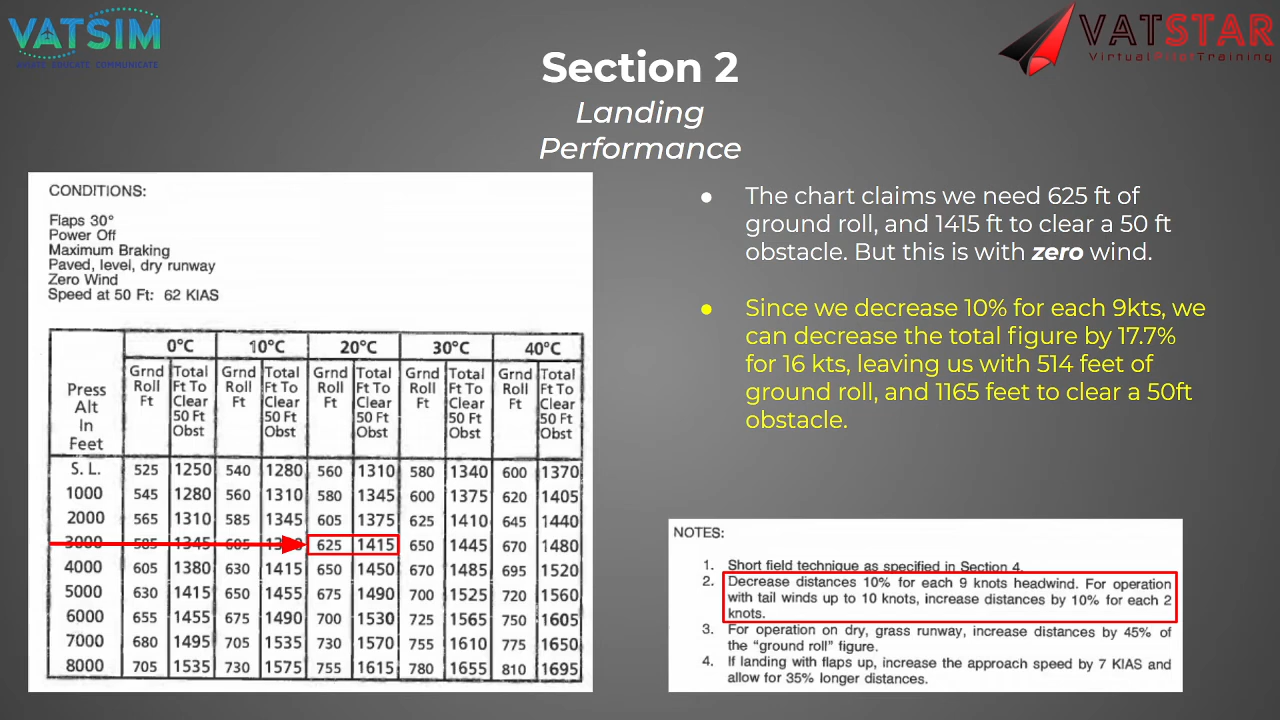 VATSIM
EDUCATE COMMUNICATE
VATSTAR
VirtualPilotTraining
Section 2
Landing
Performance
CONDITIONS:
Flaps 30°
Power Off
Maximum Braking
Paved, level, dry runway
Zero Wind
Speed at 50 Ft: 62 KIAS
0°C 10°C 20°C 30°C 40°C
Press Alt In Feet Grnd Roll Ft Total Ft To Clear 50 Ft Obst Grnd Roll Ft Total Ft To Clear 50 Ft Obst Grnd Roll Ft Total Ft To Clear 50 Ft Obst Grnd Roll Ft Total Ft To Clear 50 Ft Obst Grnd Roll Ft Total Ft To Clear 50 Ft Obst
S. L. 525 1250 540 1280 560 1310 580 1340 600 1370
1000 545 1280 560 1310 580 1345 600 1375 620 1405
2000 565 1310 585 1345 605 1375 625 1410 645 1440
3000 585 1345 605 625 1415 650 1445 670 1480
4000 605 1380 630 1415 650 1450 670 1485 695 1520
5000 630 1415 650 1455 675 1490 700 1525 720 1560
6000 655 1455 675 1490 700 1530 725 1565 750 1605
7000 680 1495 705 1535 730 1570 755 1610 775 1650
8000 705 1535 730 1575 755 1615 780 1655 810 1695
● The chart claims we need 625 ft of
ground roll, and 1415 ft to clear a 50 ft
obstacle. But this is with zero wind.
● Since we decrease 10% for each 9kts, we
can decrease the total figure by 17.7%
for 16 kts, leaving us with 514 feet of
ground roll, and 1165 feet to clear a 50ft
obstacle.
NOTES:
1. Short field technique as specified in Section 4.
2. Decrease distances 10% for each 9 knots headwind. For operation
with tail winds up to 10 knots, increase distances by 10% for each 2
knots.
3. For operation on dry, grass runway, increase distances by 45% of
the "ground roll" figure.
4. If landing with flaps up, increase the approach speed by 7 KIAS and
allow for 35% longer distances.